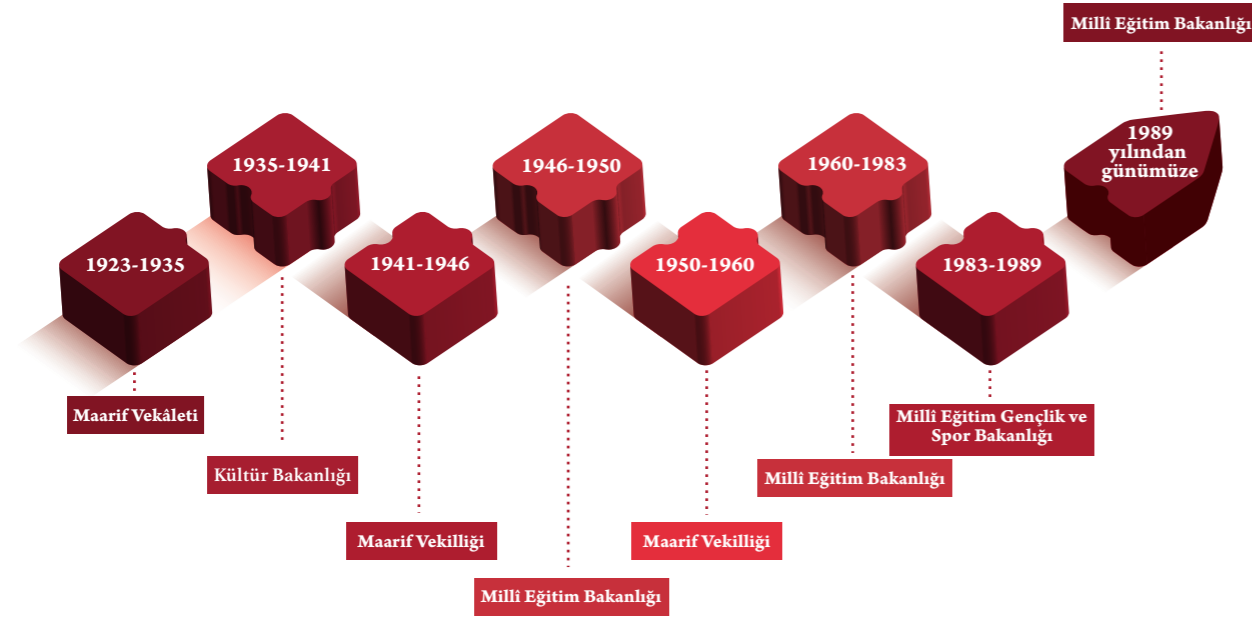 1923-1935
Maarif Vekâleti
1935-1941
Kültür Bakanlığı
1941-1946
Maarif Vekilliği
1946-1950
Millî Eğitim Bakanlığı
1950-1960
Maarif Vekilliği
1960-1983
Millî Eğitim Bakanlığı
1983-1989
Millî Eğitim Gençlik ve
Spor Bakanlığı
1989
yılından
günümüze
Millî Eğitim Bakanlığı